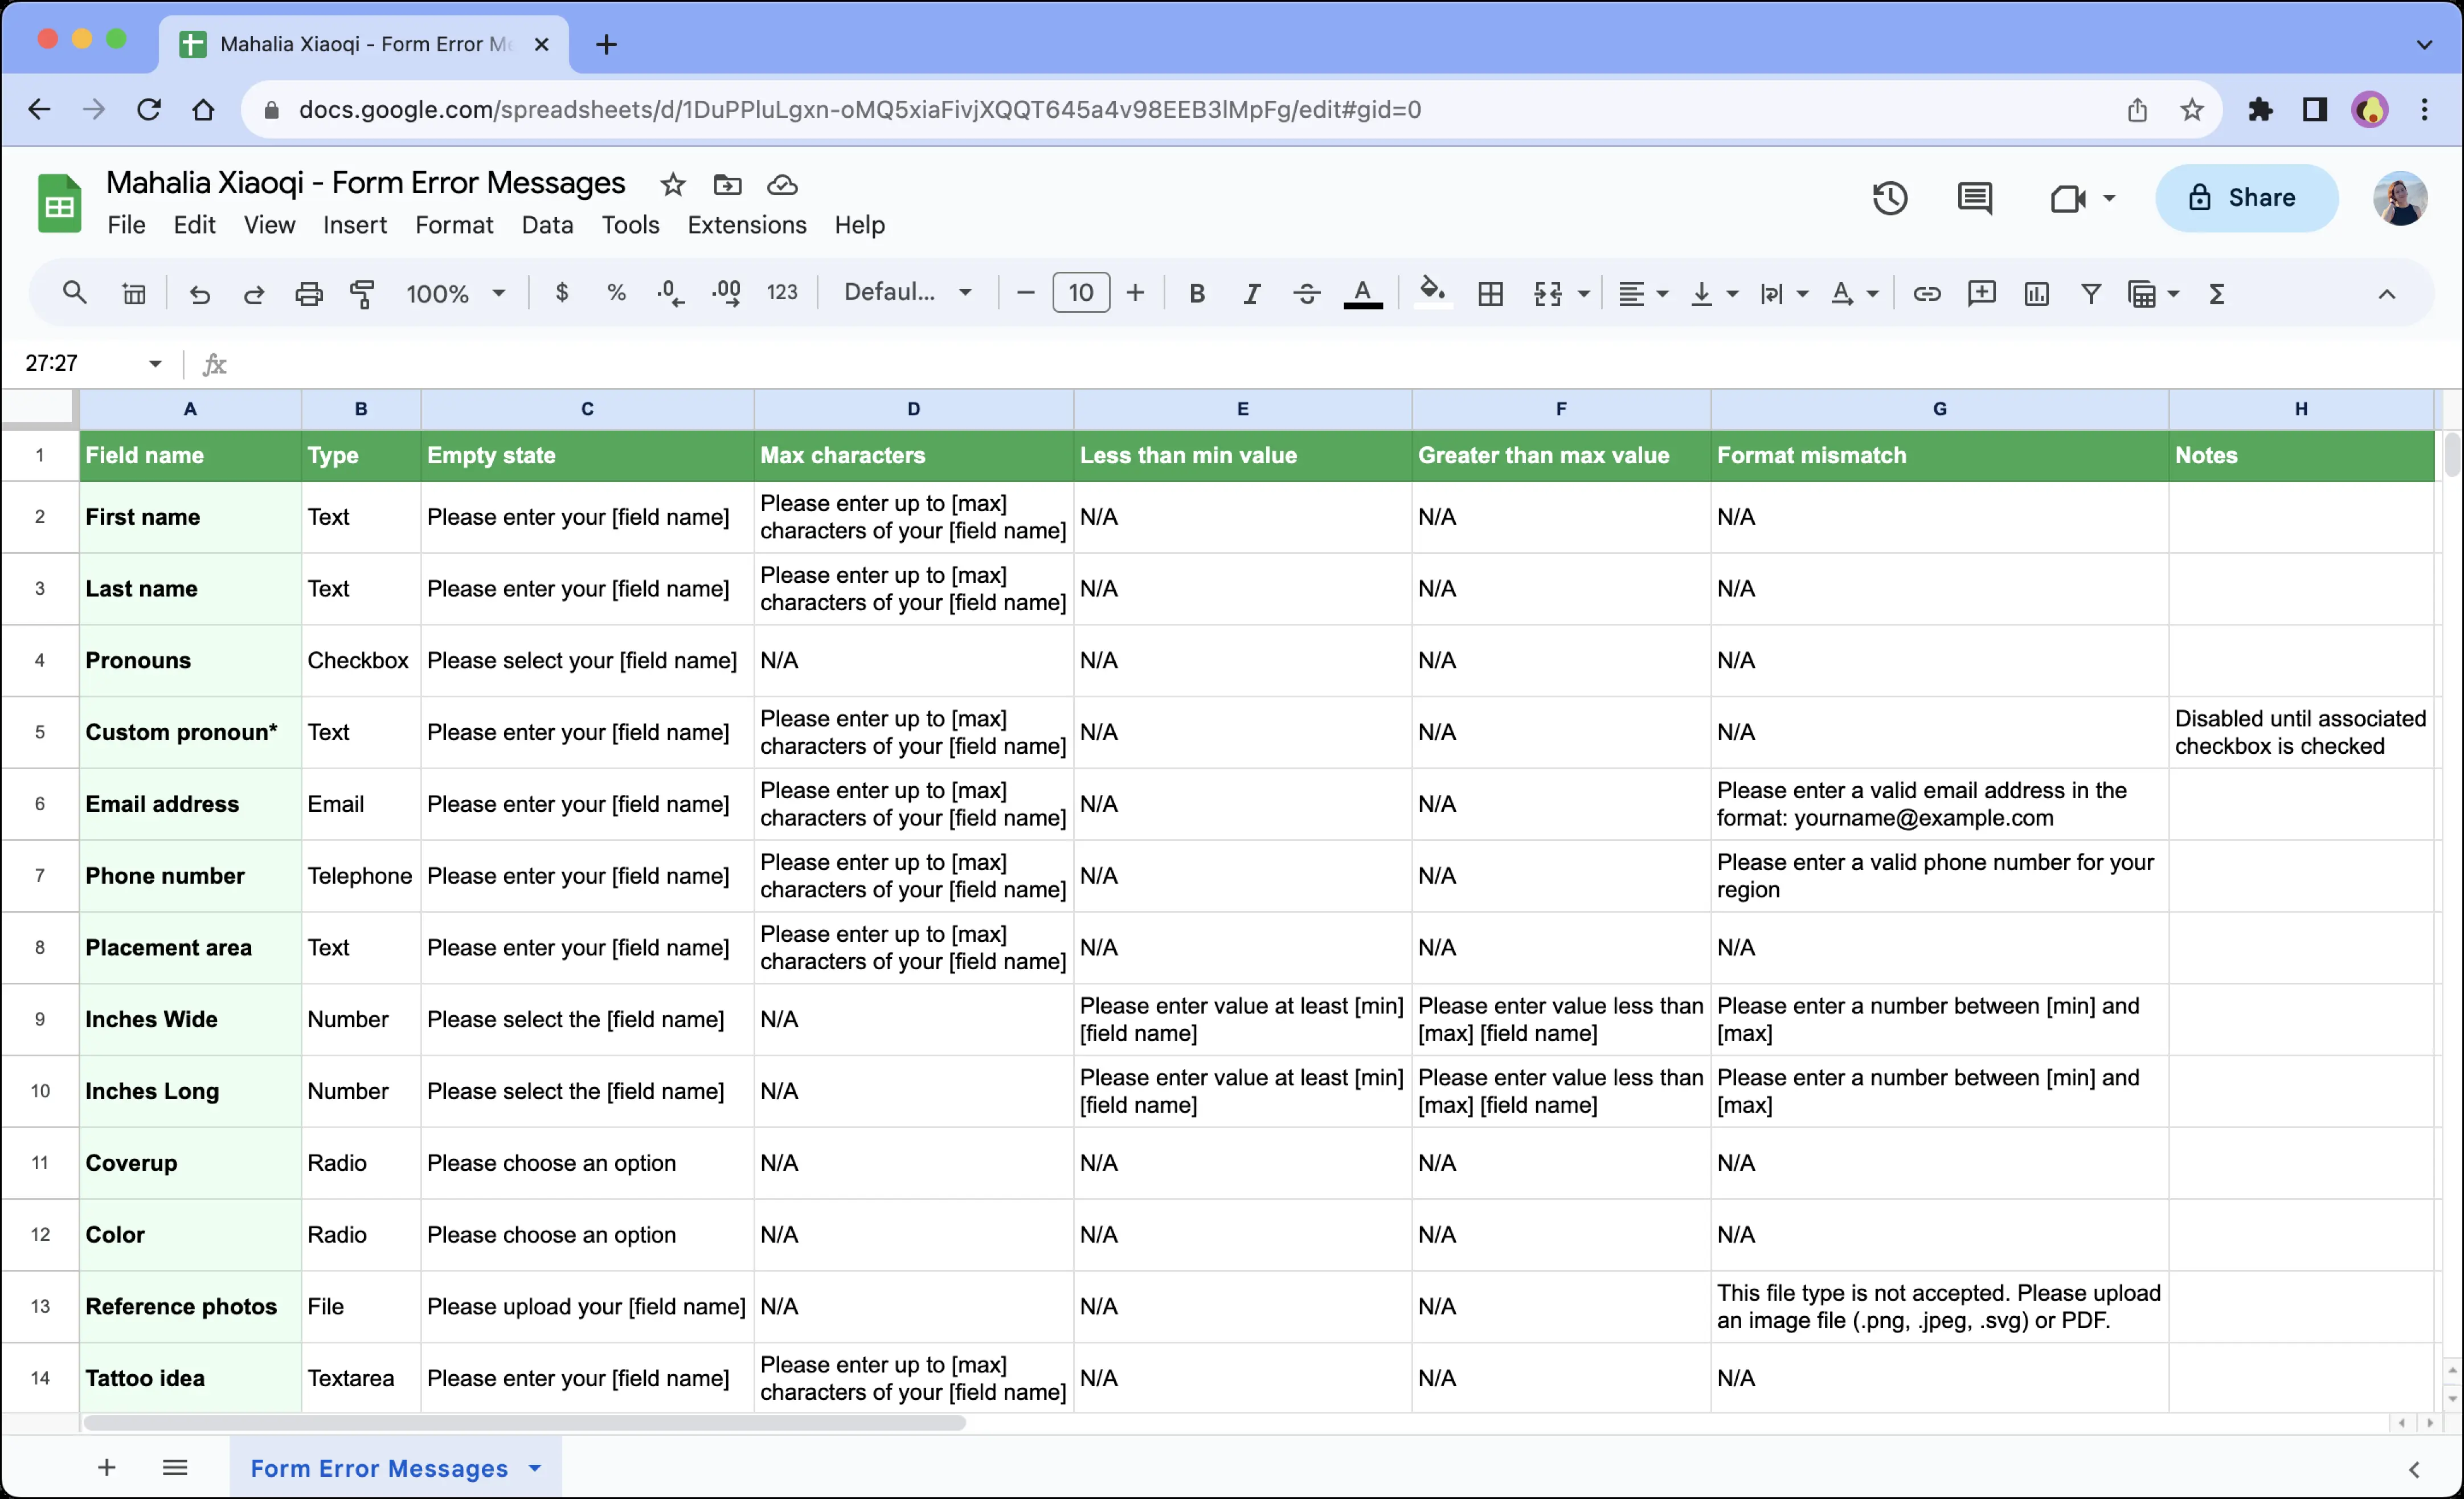 Mahalia Xiaoqi - Form Error M
docs.google.com/spreadsheets/d/1DuPPluLgxn-oMQ5xiaFivjXQQT645a4v98EEB3lMpFg/edit#gid=0
Mahalia Xiaoqi - Form Error Messages
File Edit View Insert Format Data Tools Extensions Help
Share
100% $ % .0 .00 123 Defaul... 10 B I A A Σ
27:27 fx
A B C D E F G H
1 Field name Type Empty state Max characters Less than min value Greater than max value Format mismatch Notes
2 First name Text Please enter your [field name] Please enter up to [max]
characters of your [field name] N/A N/A N/A
3 Last name Text Please enter your [field name] Please enter up to [max]
characters of your [field name] N/A N/A N/A
4 Pronouns Checkbox Please select your [field name] N/A N/A N/A N/A
5 Custom pronoun* Text Please enter your [field name] Please enter up to [max]
characters of your [field name] N/A N/A N/A Disabled until associated
checkbox is checked
6 Email address Email Please enter your [field name] Please enter up to [max]
characters of your [field name] N/A N/A Please enter a valid email address in the
format: yourname@example.com
7 Phone number Telephone Please enter your [field name] Please enter up to [max]
characters of your [field name] N/A N/A Please enter a valid phone number for your
region
8 Placement area Text Please enter your [field name] Please enter up to [max]
characters of your [field name] N/A N/A N/A
9 Inches Wide Number Please select the [field name] N/A Please enter value at least [min]
[field name] Please enter value less than
[max] [field name] Please enter a number between [min] and
[max]
10 Inches Long Number Please select the [field name] N/A Please enter value at least [min]
[field name] Please enter value less than
[max] [field name] Please enter a number between [min] and
[max]
11 Coverup Radio Please choose an option N/A N/A N/A N/A
12 Color Radio Please choose an option N/A N/A N/A N/A
13 Reference photos File Please upload your [field name] N/A N/A N/A This file type is not accepted. Please upload
an image file (.png, .jpeg, .svg) or PDF.
14 Tattoo idea Textarea Please enter your [field name] Please enter up to [max]
characters of your [field name] N/A N/A N/A
Form Error Messages